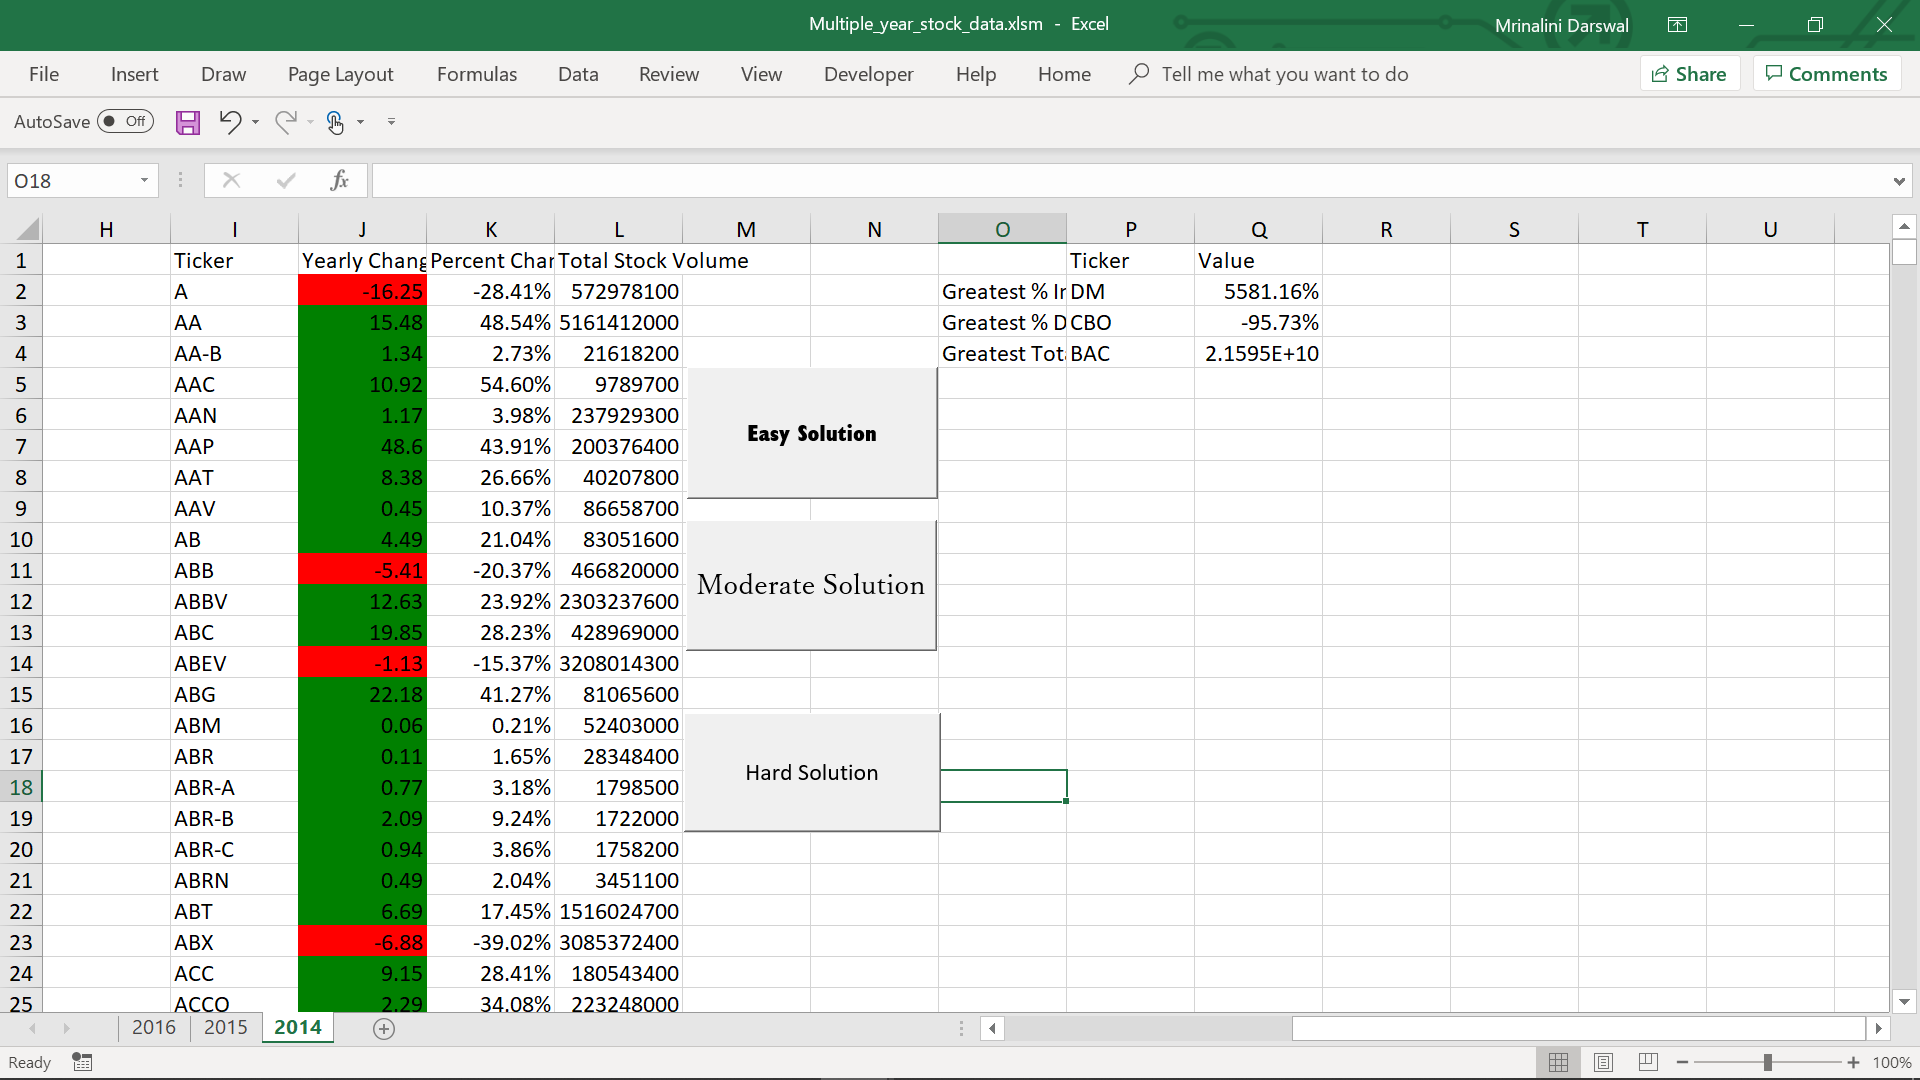 Multiple_year_stock_data.xlsm - Excel
Mrinalini Darswal
File Insert Draw Page Layout Formulas Data Review View Developer Help Home Tell me what you want to do Share Comments
AutoSave Off
O18 fx
H I J K L M N O P Q R S T U
1 Ticker Yearly Chang Percent Char Total Stock Volume Ticker Value
2 A -16.25 -28.41% 572978100 Greatest % Ir DM 5581.16%
3 AA 15.48 48.54% 5161412000 Greatest % D CBO -95.73%
4 AA-B 1.34 2.73% 21618200 Greatest Tot BAC 2.1595E+10
5 AAC 10.92 54.60% 9789700
6 AAN 1.17 3.98% 237929300
Easy Solution
7 AAP 48.6 43.91% 200376400
8 AAT 8.38 26.66% 40207800
9 AAV 0.45 10.37% 86658700
10 AB 4.49 21.04% 83051600
11 ABB -5.41 -20.37% 466820000
Moderate Solution
12 ABBV 12.63 23.92% 2303237600
13 ABC 19.85 28.23% 428969000
14 ABEV -1.13 -15.37% 3208014300
15 ABG 22.18 41.27% 81065600
16 ABM 0.06 0.21% 52403000
17 ABR 0.11 1.65% 28348400
Hard Solution
18 ABR-A 0.77 3.18% 1798500
19 ABR-B 2.09 9.24% 1722000
20 ABR-C 0.94 3.86% 1758200
21 ABRN 0.49 2.04% 3451100
22 ABT 6.69 17.45% 1516024700
23 ABX -6.88 -39.02% 3085372400
24 ACC 9.15 28.41% 180543400
25 ACCO 2.29 34.08% 223248000
2016 2015 2014
Ready 100%